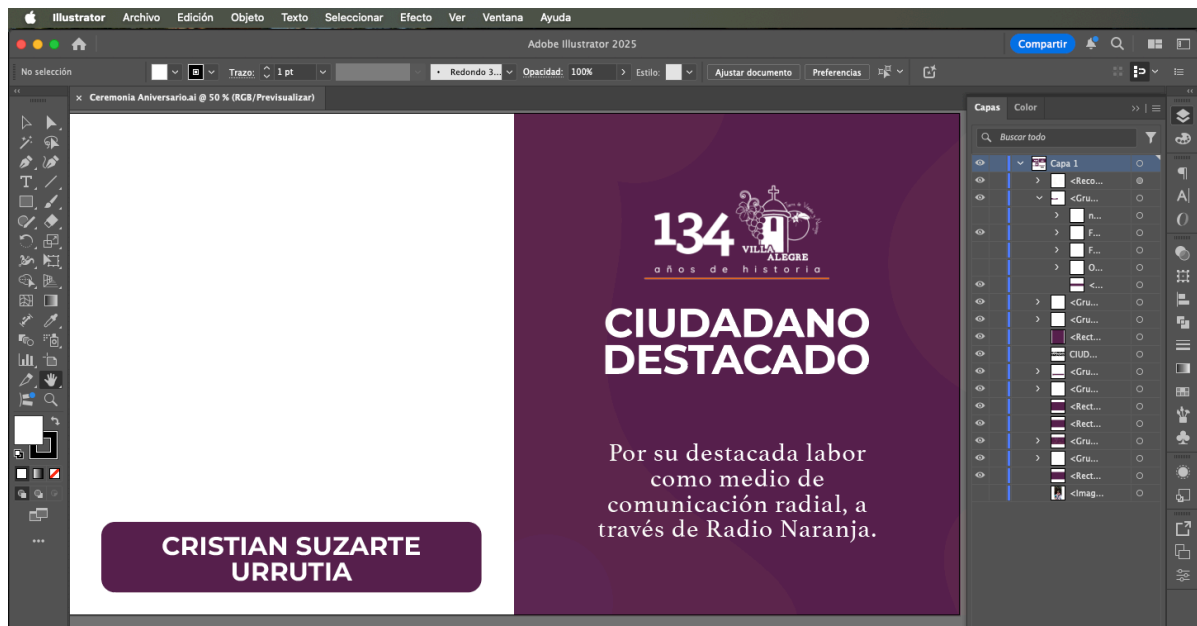 Illustrator Archivo Edición Objeto Texto Seleccionar Efecto Ver Ventana Ayuda
Adobe Illustrator 2025
Compartir
No selección
Trazo: 1 pt
Redondo 3...
Opacidad: 100%
Estilo:
Ajustar documento
Preferencias
× Ceremonia Aniversario.ai @ 50 % (RGB/Previsualizar)
134
VILLA
ALEGRE
años de historia
CIUDADANO
DESTACADO
Por su destacada labor
como medio de
comunicación radial, a
través de Radio Naranja.
CRISTIAN SUZARTE
URRUTIA
Capas Color
Buscar todo
Capa 1
<Reco...
<Gru...
n...
F...
F...
O...
<...
<Gru...
<Gru...
<Rect...
CIUD...
<Gru...
<Gru...
<Rect...
<Rect...
<Gru...
<Gru...
<Rect...
<Imag...